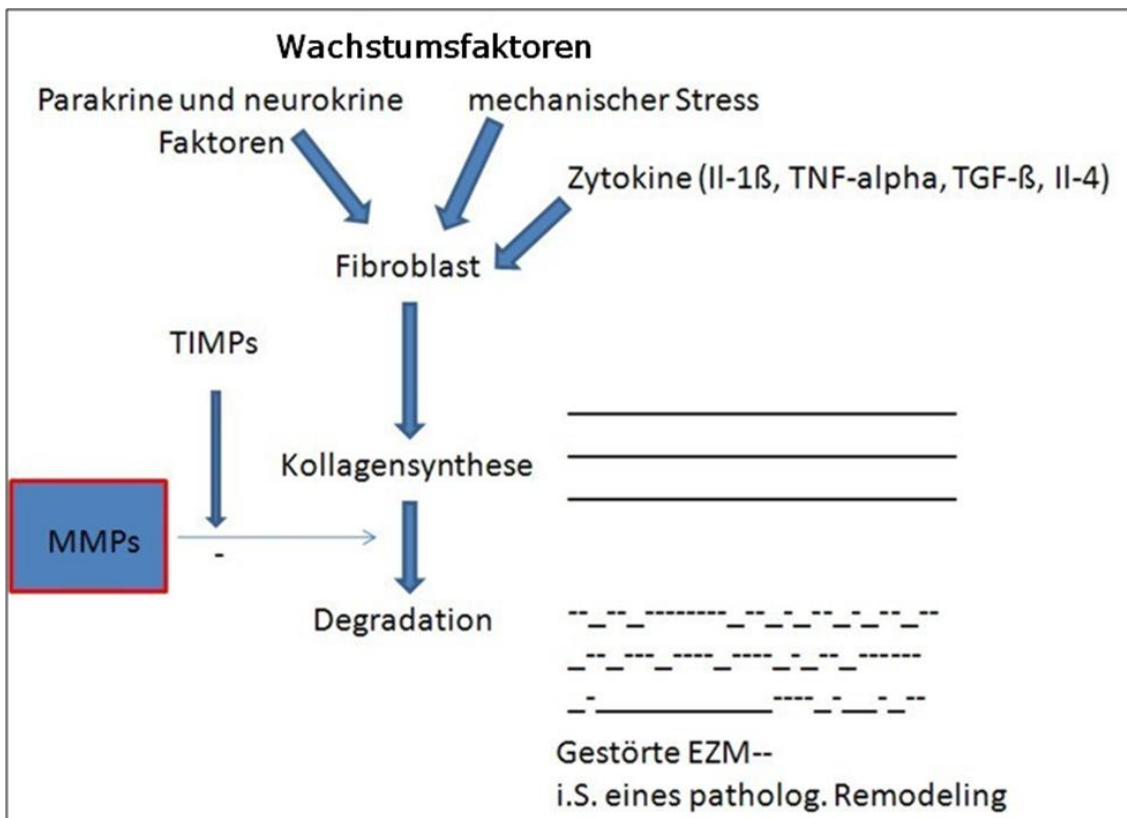 Wachstumsfaktoren
Parakrine und neurokrine
Faktoren
mechanischer Stress
Zytokine (Il-1ß, TNF-alpha, TGF-ß, Il-4)
Fibroblast
TIMPs
Kollagensynthese
MMPs
-
Degradation
Gestörte EZM--
i.S. eines patholog. Remodeling